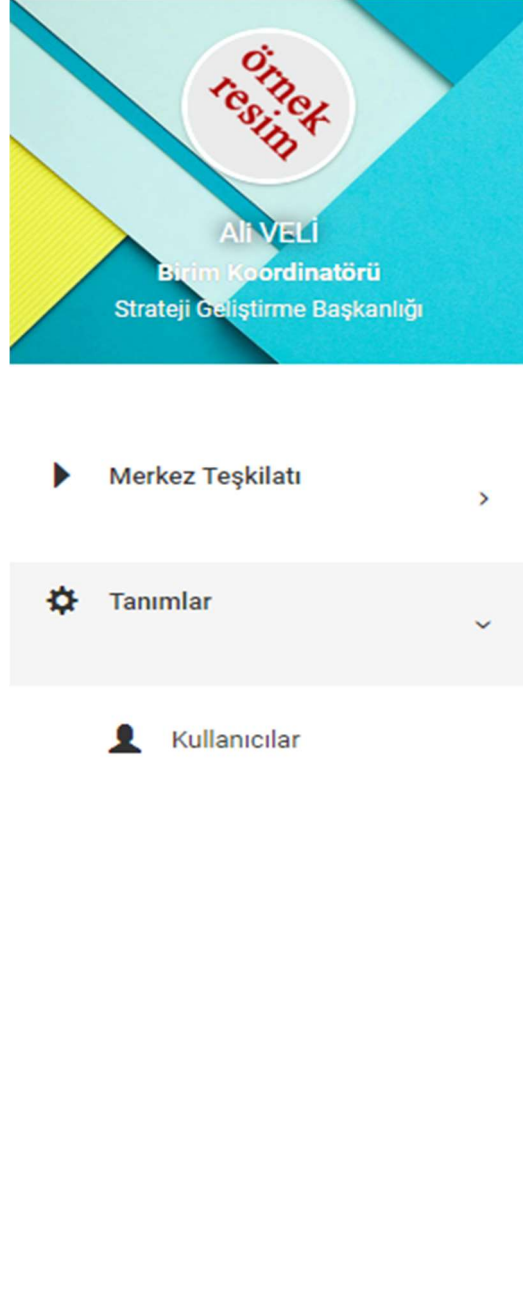 örnek
resim
Ali VELİ
Birim Koordinatörü
Strateji Geliştirme Başkanlığı
Merkez Teşkilatı
Tanımlar
Kullanıcılar